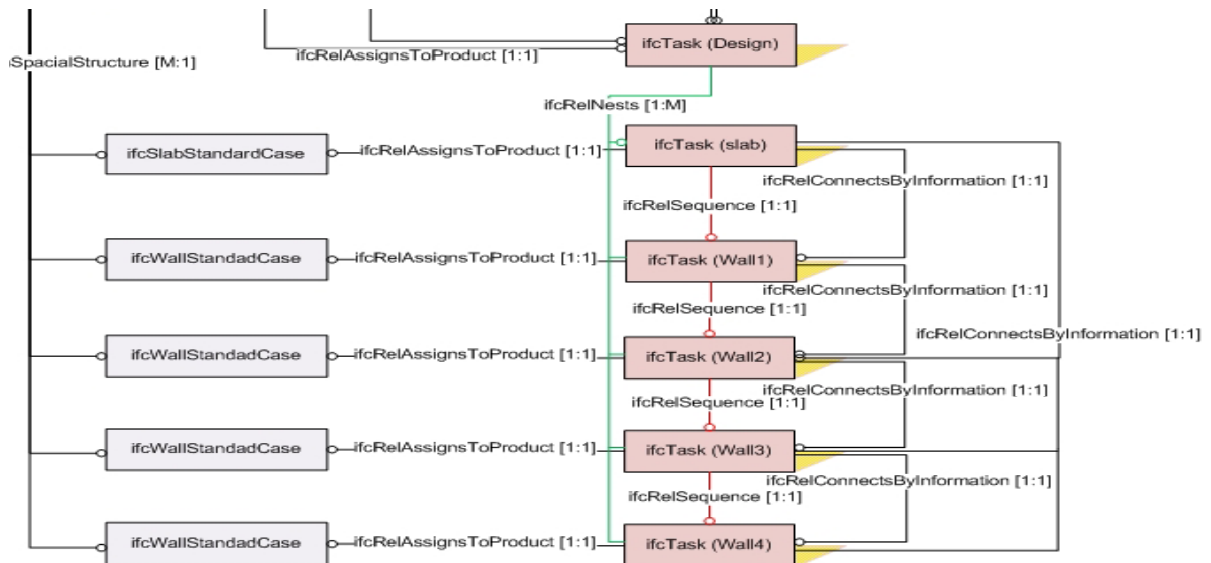 ifcTask (Design)
ifcRelAssignsToProduct [1:1]
SpacialStructure [M:1]
ifcRelNests [1:M]
ifcSlabStandardCase
ifcRelAssignsToProduct [1:1]
ifcTask (slab)
ifcRelConnectsByInformation [1:1]
ifcRelSequence [1:1]
ifcWallStandadCase
ifcRelAssignsToProduct [1:1]
ifcTask (Wall1)
ifcRelConnectsByInformation [1:1]
ifcRelSequence [1:1]
ifcRelConnectsByInformation [1:1]
ifcWallStandadCase
ifcRelAssignsToProduct [1:1]
ifcTask (Wall2)
ifcRelConnectsByInformation [1:1]
ifcRelSequence [1:1]
ifcWallStandadCase
ifcRelAssignsToProduct [1:1]
ifcTask (Wall3)
ifcRelConnectsByInformation [1:1]
ifcRelSequence [1:1]
ifcWallStandadCase
ifcRelAssignsToProduct [1:1]
ifcTask (Wall4)